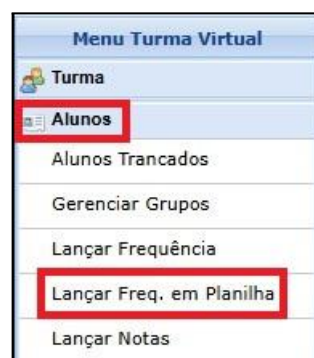 Menu Turma Virtual
Turma
Alunos
Alunos Trancados
Gerenciar Grupos
Lançar Frequência
Lançar Freq. em Planilha
Lançar Notas